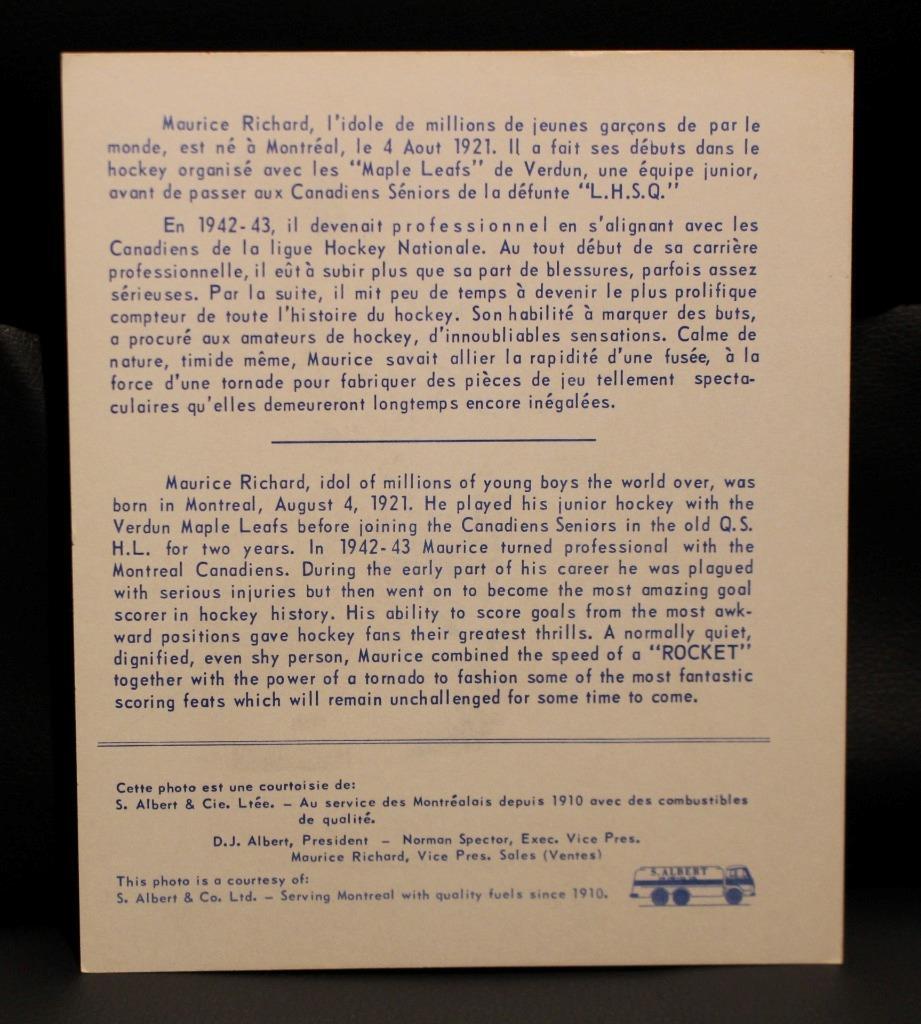 Maurice Richard, l'idole de millions de jeunes garçons de par le
monde, est né à Montréal, le 4 Aout 1921. Il a fait ses débuts dans le
hockey organisé avec les "Maple Leafs" de Verdun, une équipe junior,
avant de passer aux Canadiens Séniors de la défunte "L.H.S.Q."
En 1942-43, il devenait professionnel en s'alignant avec les
Canadiens de la ligue Hockey Nationale. Au tout début de sa carrière
professionnelle, il eût à subir plus que sa part de blessures, parfois assez
sérieuses. Par la suite, il mit peu de temps à devenir le plus prolifique
compteur de toute l'histoire du hockey. Son habilité à marquer des buts,
a procuré aux amateurs de hockey, d'innoubliables sensations. Calme de
nature, timide même, Maurice savait allier la rapidité d'une fusée, à la
force d'une tornade pour fabriquer des pièces de jeu tellement specta-
culaires qu'elles demeureront longtemps encore inégalées.
Maurice Richard, idol of millions of young boys the world over, was
born in Montreal, August 4, 1921. He played his junior hockey with the
Verdun Maple Leafs before joining the Canadiens Seniors in the old Q.S.
H.L. for two years. In 1942-43 Maurice turned professional with the
Montreal Canadiens. During the early part of his career he was plagued
with serious injuries but then went on to become the most amazing goal
scorer in hockey history. His ability to score goals from the most awk-
ward positions gave hockey fans their greatest thrills. A normally quiet,
dignified, even shy person, Maurice combined the speed of a "ROCKET"
together with the power of a tornado to fashion some of the most fantastic
scoring feats which will remain unchallenged for some time to come.
Cette photo est une courtoisie de:
S. Albert & Cie. Ltée. – Au service des Montréalais depuis 1910 avec des combustibles
de qualité.
D.J. Albert, President – Norman Spector, Exec. Vice Pres.
Maurice Richard, Vice Pres. Sales (Ventes)
This photo is a courtesy of:
S. Albert & Co. Ltd. – Serving Montreal with quality fuels since 1910.
S. ALBERT